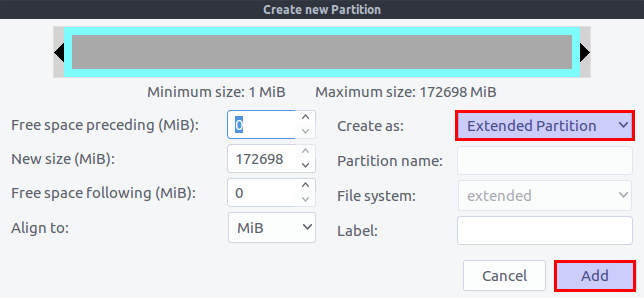 Create new Partition
Minimum size: 1 MiB Maximum size: 172698 MiB
Free space preceding (MiB): 0 Create as: Extended Partition
New size (MiB): 172698 Partition name:
Free space following (MiB): 0 File system: extended
Align to: MiB Label:
Cancel Add